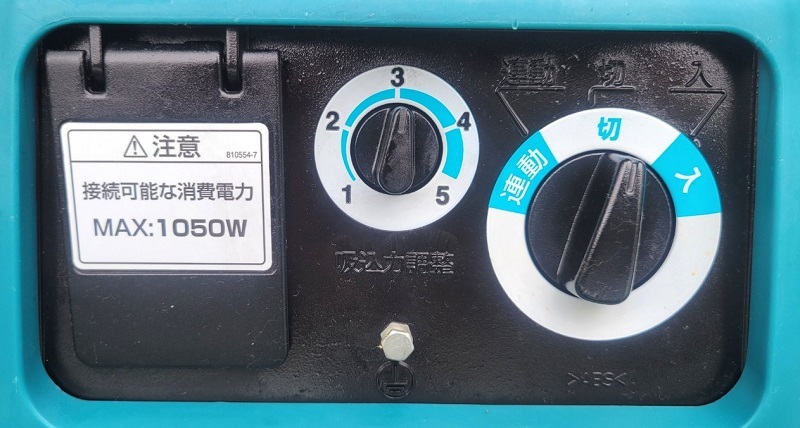 注意
810554-7
接続可能な消費電力
MAX:1050W
1
2
3
4
5
吸込力調整
連動 切 入
連動 切 入
>ABS<